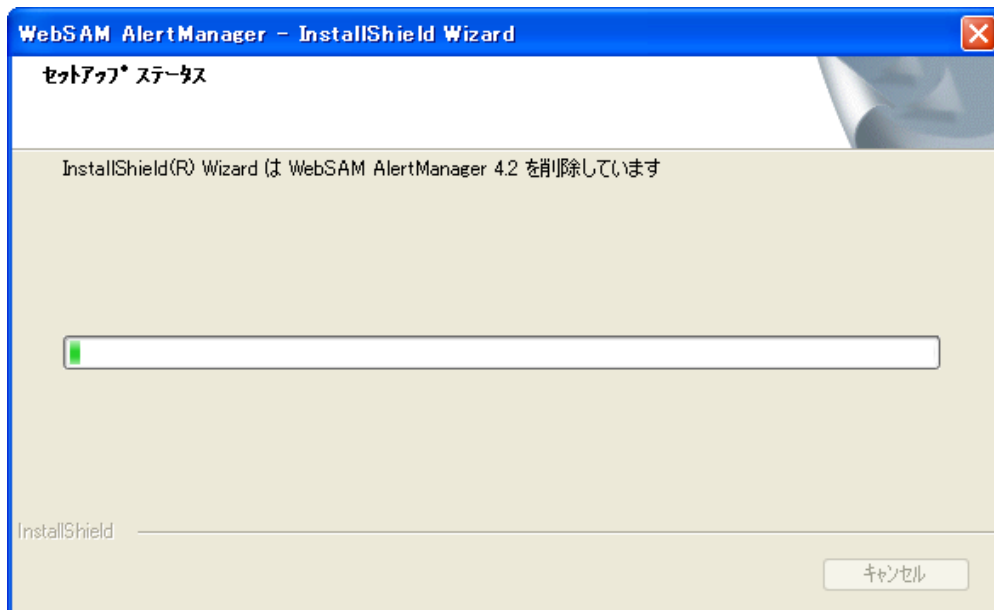 WebSAM AlertManager - InstallShield Wizard
セットアップ ステータス
InstallShield(R) Wizard は WebSAM AlertManager 4.2 を削除しています
InstallShield
キャンセル